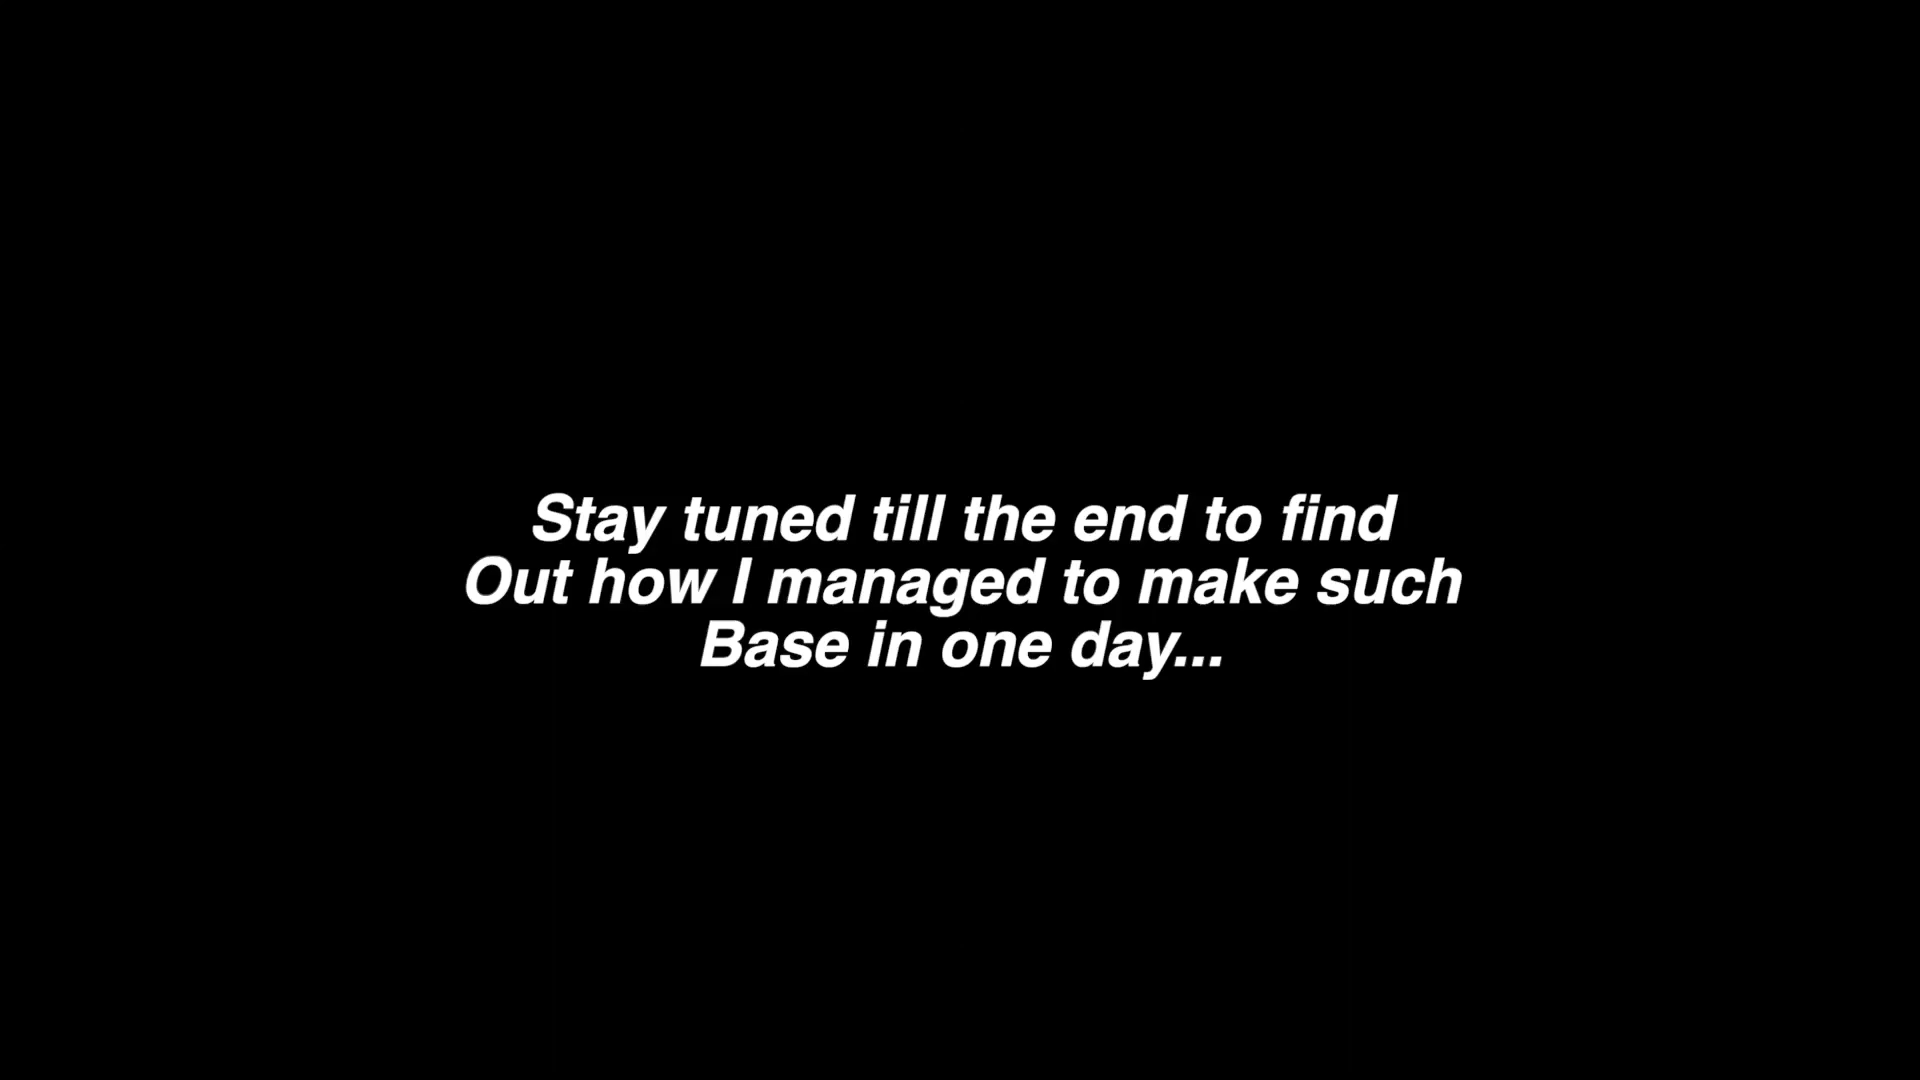 Stay tuned till the end to find
Out how I managed to make such
Base in one day...